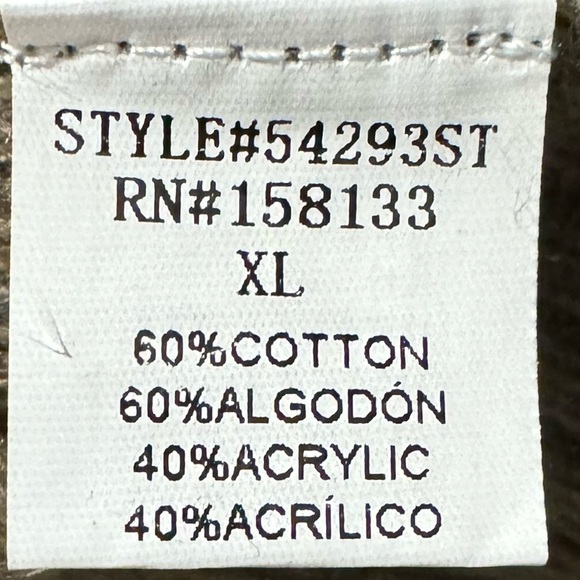 STYLE#54293ST
RN#158133
XL
60%COTTON
60%ALGODÓN
40%ACRYLIC
40%ACRÍLICO